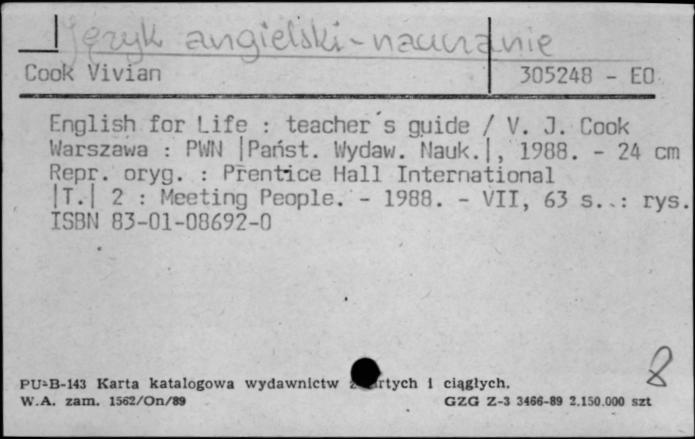 Język angielski - nauczanie
Cook Vivian 305248 - EO
English for Life : teacher´s guide / V. J. Cook
Warszawa : PWN |Państ. Wydaw. Nauk.|, 1988. - 24 cm
Repr. oryg. : Prentice Hall International
|T.| 2 : Meeting People. - 1988. - VII, 63 s..: rys.
ISBN 83-01-08692-0
8
PU-B-143 Karta katalogowa wydawnictw i ciągłych.
W.A. zam. 1562/On/89 GZG Z-3 3466-89 2.150.000 szt